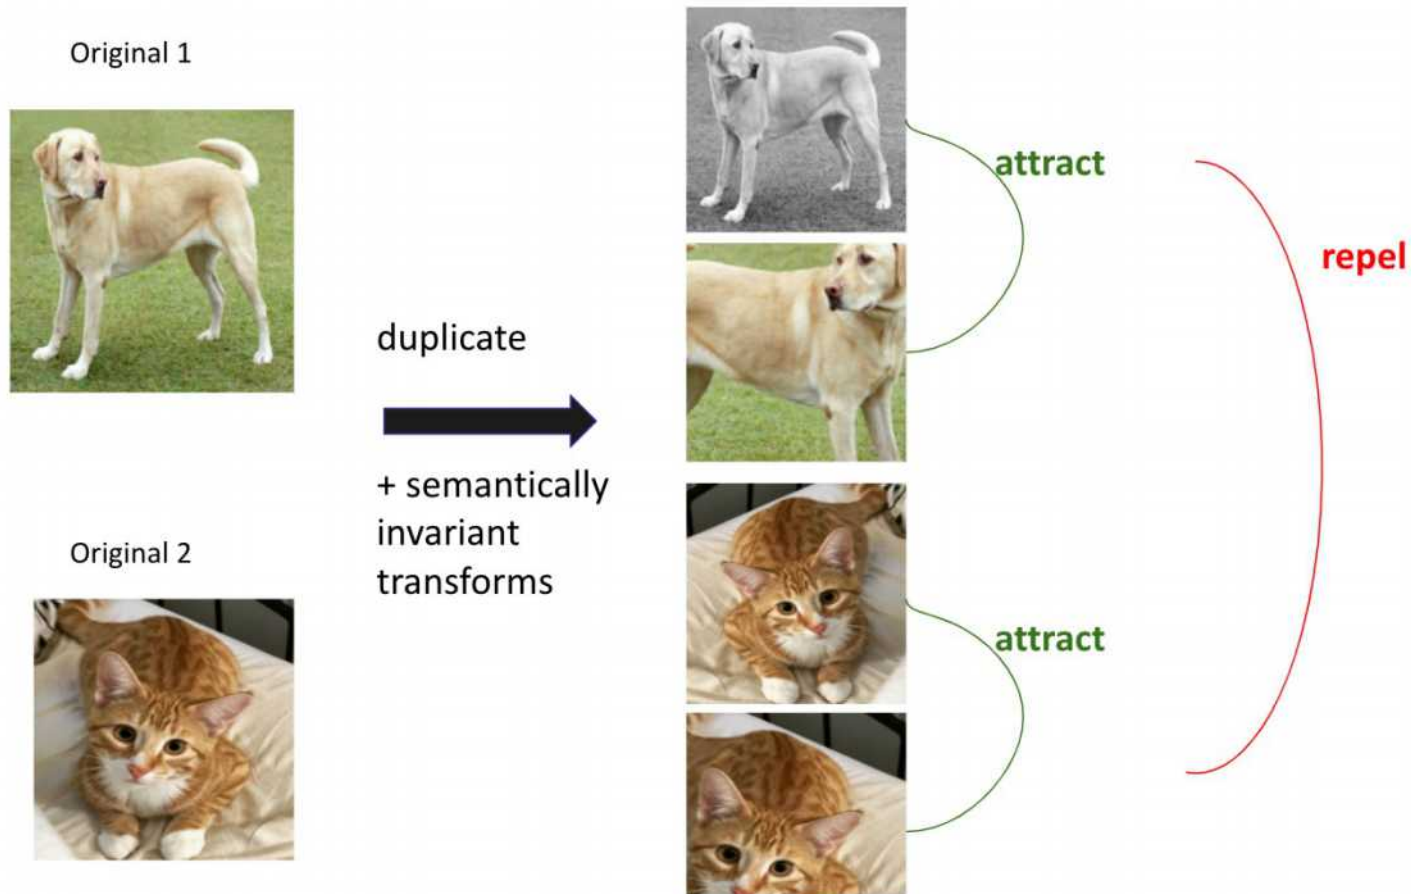 Original 1
attract
repel
duplicate
+ semantically
invariant
transforms
Original 2
attract